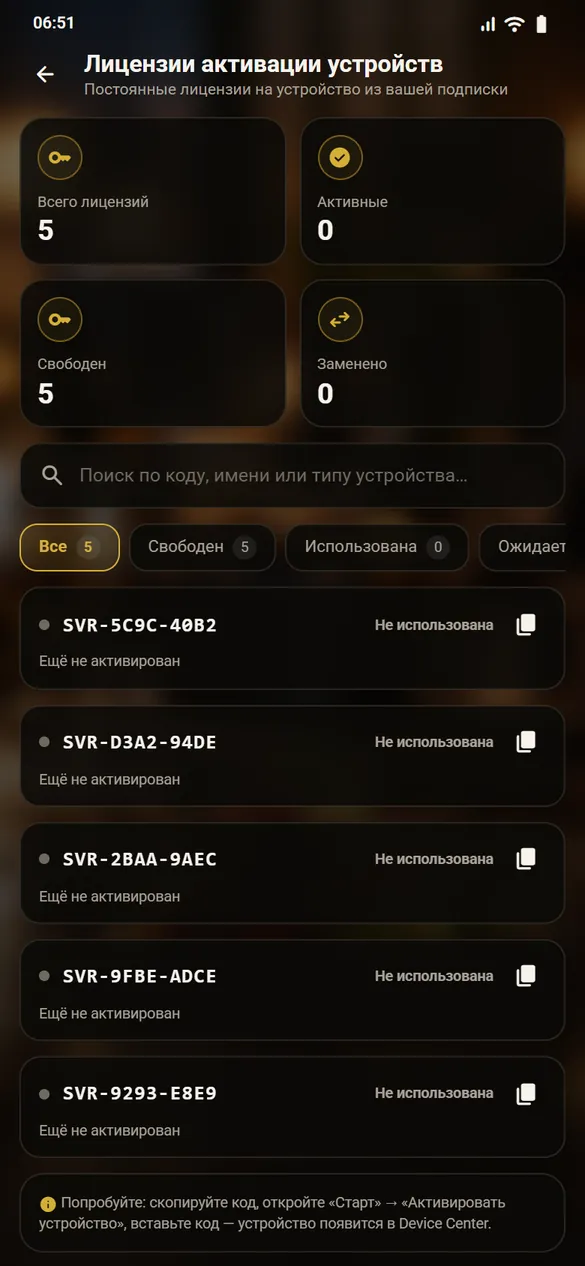 06:51
Лицензии активации устройств
Постоянные лицензии на устройство из вашей подписки
Всего лицензий
5
Активные
0
Свободен
5
Заменено
0
Поиск по коду, имени или типу устройства…
Все 5
Свободен 5
Использована 0
Ожидает
SVR-5C9C-40B2
Не использована
Ещё не активирован
SVR-D3A2-94DE
Не использована
Ещё не активирован
SVR-2BAA-9AEC
Не использована
Ещё не активирован
SVR-9FBE-ADCE
Не использована
Ещё не активирован
SVR-9293-E8E9
Не использована
Ещё не активирован
Попробуйте: скопируйте код, откройте «Старт» → «Активировать
устройство», вставьте код — устройство появится в Device Center.